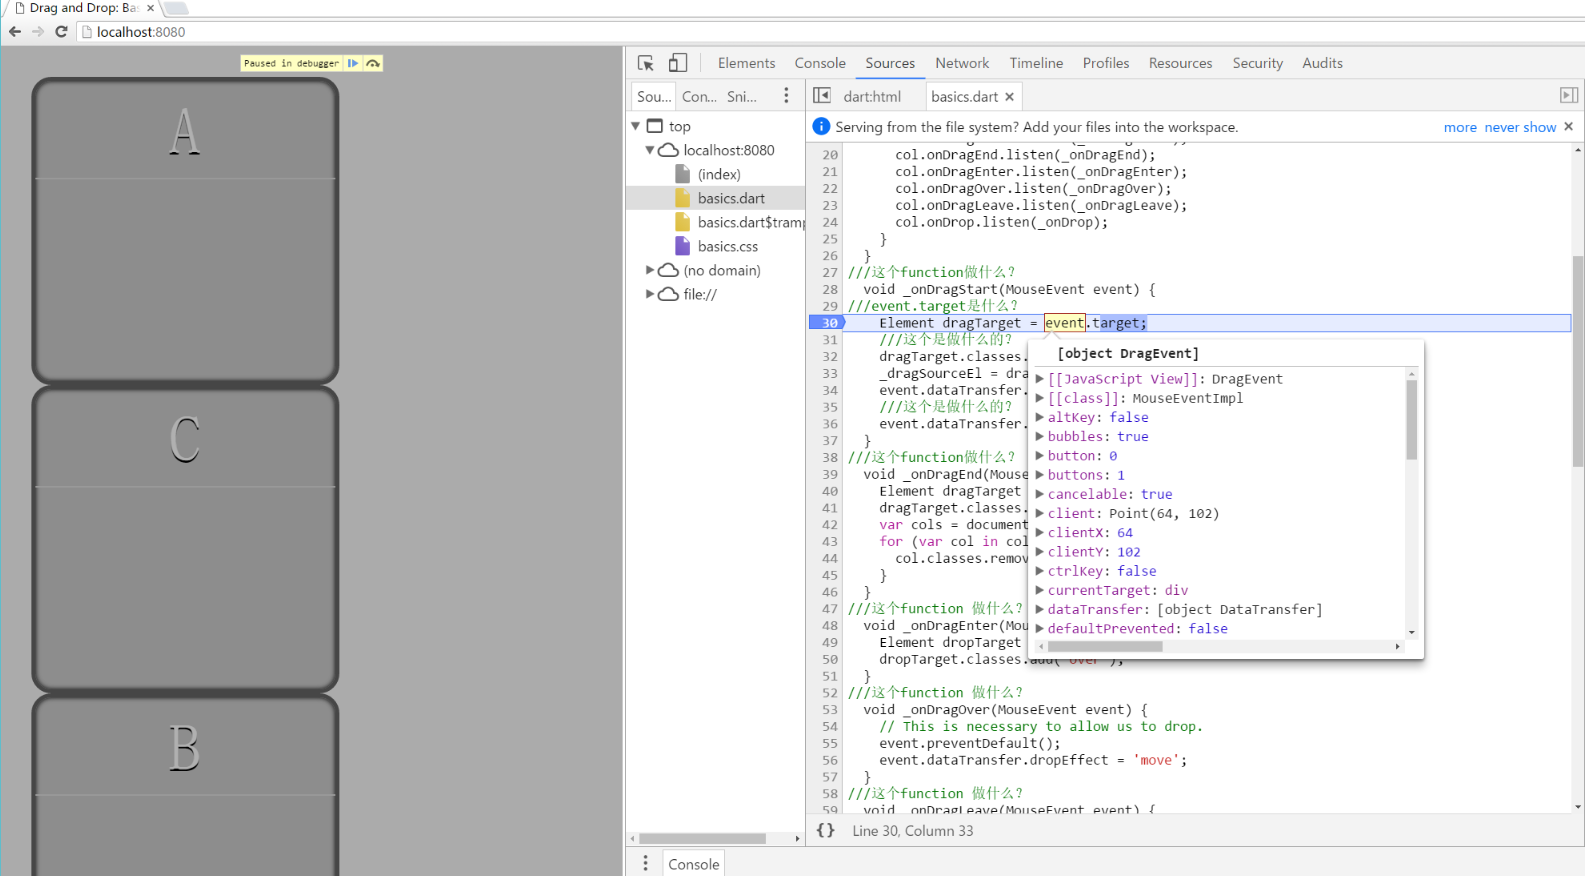 Drag and Drop: Ba
localhost:8080
Paused in debugger
A
C
B
Elements Console Sources Network Timeline Profiles Resources Security Audits
Sou... Con... Sni...
top
localhost:8080
(index)
basics.dart
basics.dart$tramp
basics.css
(no domain)
file://
dart:html basics.dart
Serving from the file system? Add your files into the workspace. more never show
20 col.onDragEnd.listen(_onDragEnd);
21 col.onDragEnter.listen(_onDragEnter);
22 col.onDragOver.listen(_onDragOver);
23 col.onDragLeave.listen(_onDragLeave);
24 col.onDrop.listen(_onDrop);
25 }
26 }
27 ///这个function做什么?
28 void _onDragStart(MouseEvent event) {
29 ///event.target是什么?
30 Element dragTarget = event.target;
31 ///这个是做什么的?
32 dragTarget.classes.
33 _dragSourceEl = dra
34 event.dataTransfer.
35 ///这个是做什么的?
36 event.dataTransfer.
37 }
38 ///这个function做什么?
39 void _onDragEnd(Mouse
40 Element dragTarget
41 dragTarget.classes.
42 var cols = document
43 for (var col in col
44 col.classes.remov
45 }
46 }
47 ///这个function 做什么?
48 void _onDragEnter(Mou
49 Element dropTarget
50 dropTarget.classes.add('over');
51 }
52 ///这个function 做什么?
53 void _onDragOver(MouseEvent event) {
54 // This is necessary to allow us to drop.
55 event.preventDefault();
56 event.dataTransfer.dropEffect = 'move';
57 }
58 ///这个function 做什么?
59 void _onDragLeave(MouseEvent event) {
[object DragEvent]
[[JavaScript View]]: DragEvent
[[class]]: MouseEventImpl
altKey: false
bubbles: true
button: 0
buttons: 1
cancelable: true
client: Point(64, 102)
clientX: 64
clientY: 102
ctrlKey: false
currentTarget: div
dataTransfer: [object DataTransfer]
defaultPrevented: false
{} Line 30, Column 33
Console